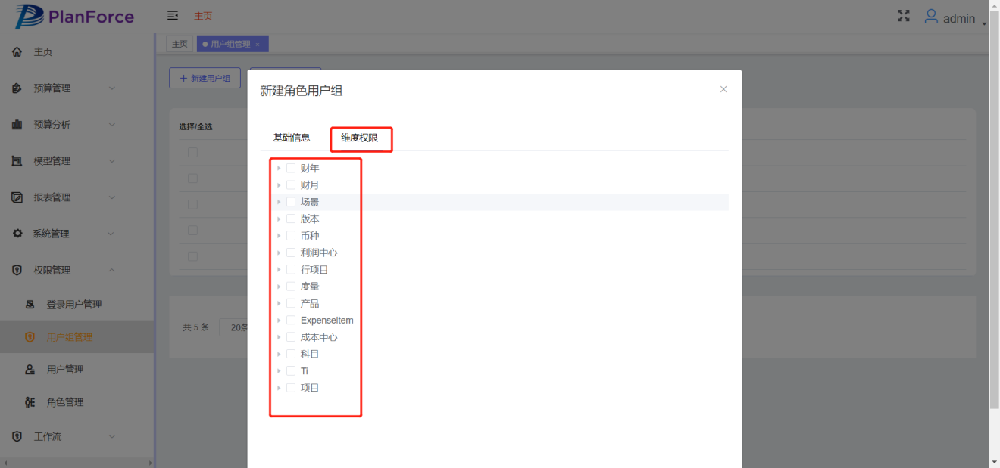 PlanForce
主页
admin
主页
用户组管理 ×
主页
预算管理
预算分析
模型管理
报表管理
系统管理
权限管理
登录用户管理
用户组管理
用户管理
角色管理
工作流
+ 新建用户组
选择/全选
共 5 条
20条
新建角色用户组
基础信息
维度权限
财年
财月
场景
版本
币种
利润中心
行项目
度量
产品
ExpenseItem
成本中心
科目
Ti
项目